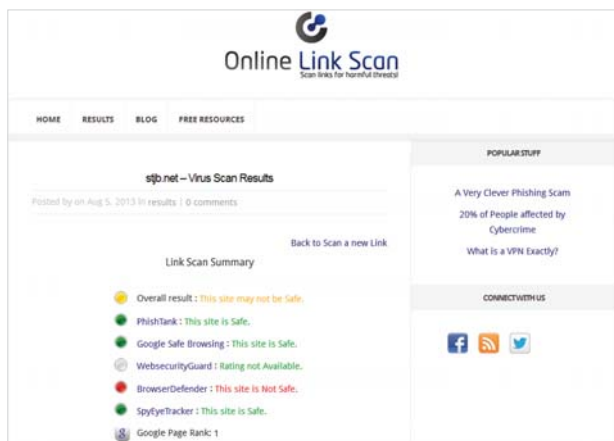 Online Link Scan
Scan links for harmful threats!
HOME RESULTS BLOG FREE RESOURCES
stjb.net – Virus Scan Results
Posted by on Aug 5, 2013 in results | 0 comments
Back to Scan a new Link
Link Scan Summary
Overall result : This site may not be Safe.
PhishTank : This site is Safe.
Google Safe Browsing : This site is Safe.
WebsecurityGuard : Rating not Available.
BrowserDefender : This site is Not Safe.
SpyEyeTracker : This site is Safe.
Google Page Rank: 1
POPULAR STUFF
A Very Clever Phishing Scam
20% of People affected by
Cybercrime
What is a VPN Exactly?
CONNECT WITH US